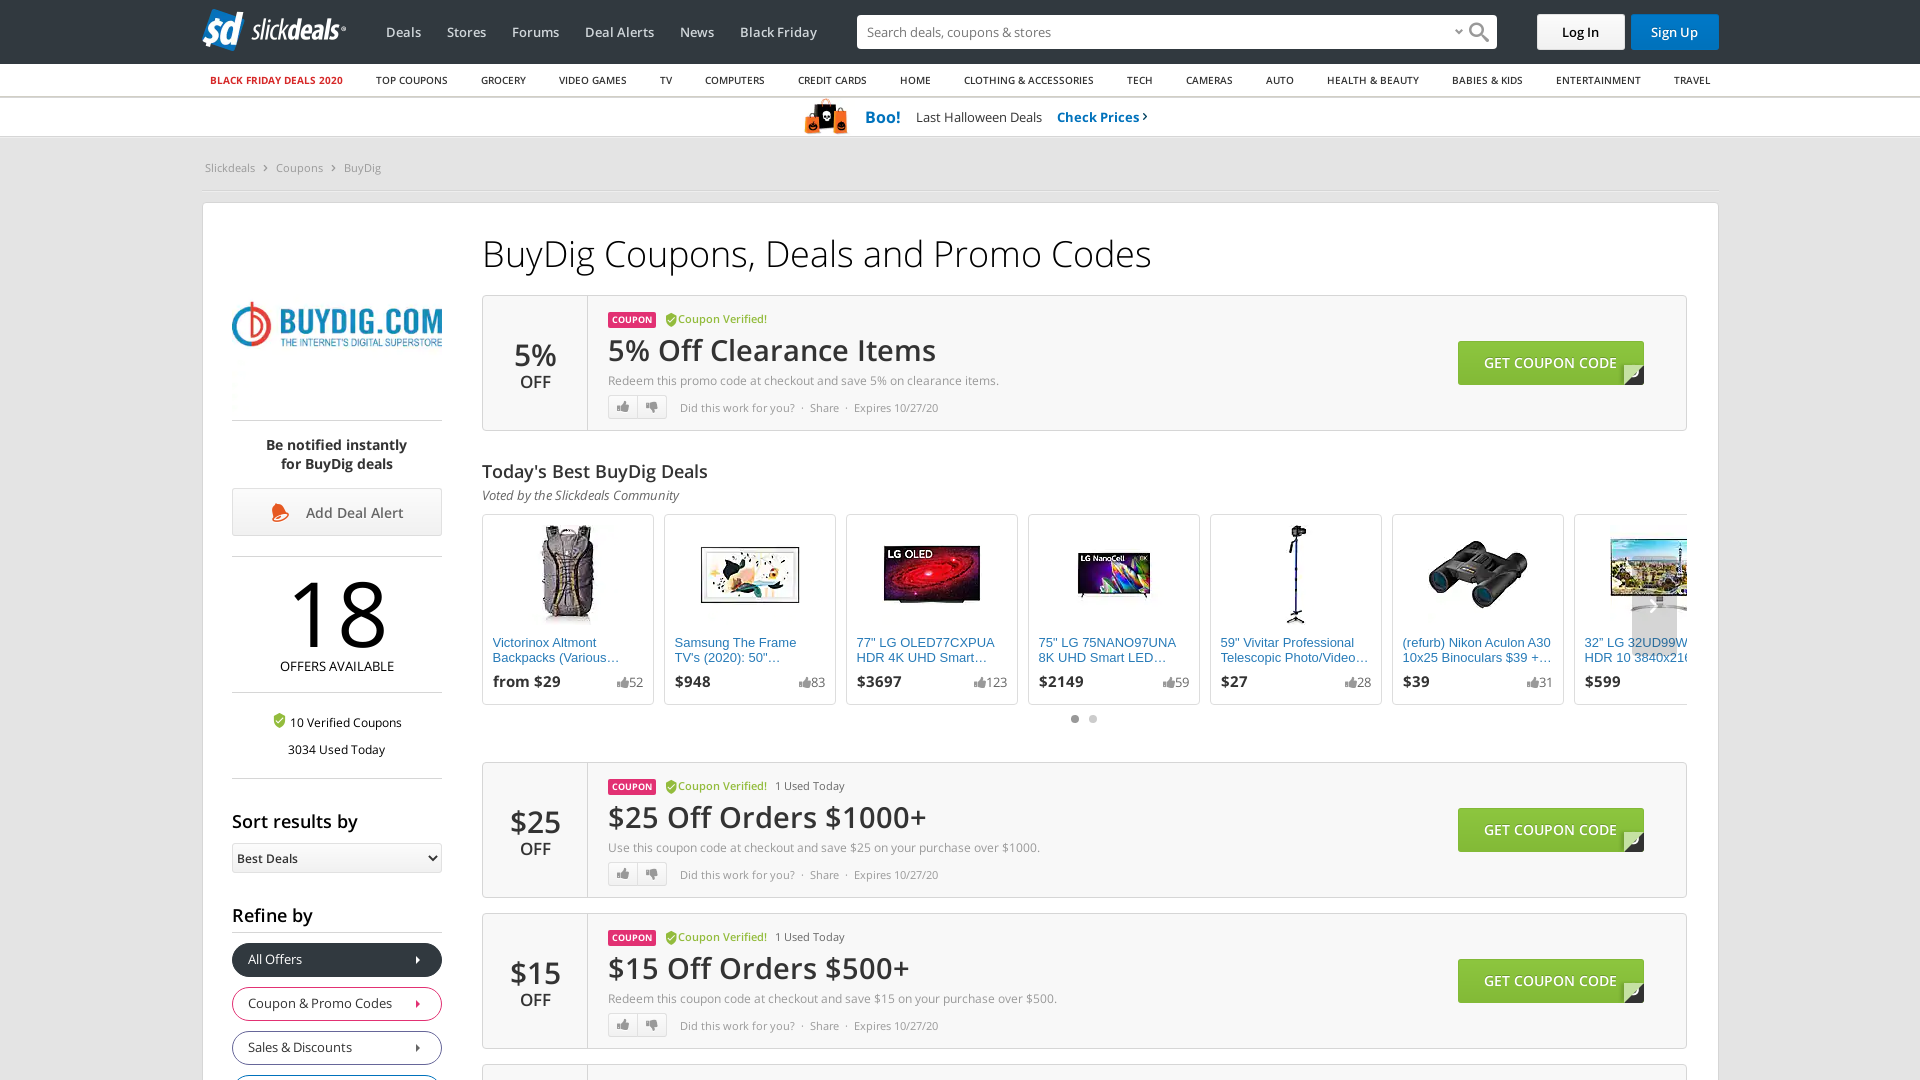 sd slickdeals
Deals
Stores
Forums
Deal Alerts
News
Black Friday
Search deals, coupons & stores
Log In
Sign Up
BLACK FRIDAY DEALS 2020
TOP COUPONS
GROCERY
VIDEO GAMES
TV
COMPUTERS
CREDIT CARDS
HOME
CLOTHING & ACCESSORIES
TECH
CAMERAS
AUTO
HEALTH & BEAUTY
BABIES & KIDS
ENTERTAINMENT
TRAVEL
Boo! Last Halloween Deals Check Prices
Slickdeals
Coupons
BuyDig
BUYDIG.COM
THE INTERNET'S DIGITAL SUPERSTORE
Be notified instantly
for BuyDig deals
Add Deal Alert
18
OFFERS AVAILABLE
10 Verified Coupons
3034 Used Today
Sort results by
Best Deals
Refine by
All Offers
Coupon & Promo Codes
Sales & Discounts
BuyDig Coupons, Deals and Promo Codes
5%
OFF
COUPON Coupon Verified!
5% Off Clearance Items
Redeem this promo code at checkout and save 5% on clearance items.
Did this work for you? · Share · Expires 10/27/20
GET COUPON CODE
Today's Best BuyDig Deals
Voted by the Slickdeals Community
Victorinox Altmont
Backpacks (Various…
from $29 52
Samsung The Frame
TV's (2020): 50"…
$948 83
LG OLED
77" LG OLED77CXPUA
HDR 4K UHD Smart…
$3697 123
LG NanoCell 8K
75" LG 75NANO97UNA
8K UHD Smart LED…
$2149 59
59" Vivitar Professional
Telescopic Photo/Video…
$27 28
(refurb) Nikon Aculon A30
10x25 Binoculars $39 +…
$39 31
32" LG 32UD99W
HDR 10 3840x216
$599
$25
OFF
COUPON Coupon Verified! 1 Used Today
$25 Off Orders $1000+
Use this coupon code at checkout and save $25 on your purchase over $1000.
Did this work for you? · Share · Expires 10/27/20
GET COUPON CODE
$15
OFF
COUPON Coupon Verified! 1 Used Today
$15 Off Orders $500+
Redeem this coupon code at checkout and save $15 on your purchase over $500.
Did this work for you? · Share · Expires 10/27/20
GET COUPON CODE